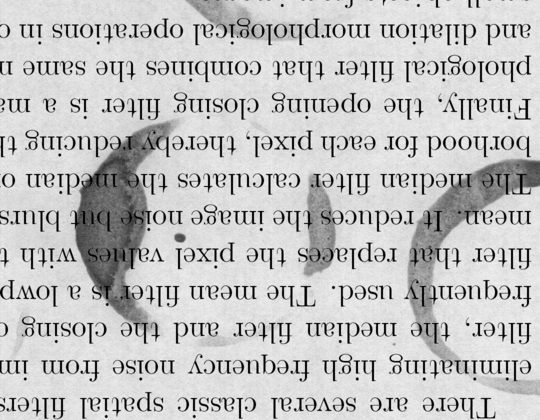 There are several classic spatial filters
eliminating high frequency noise from im
filter, the median filter and the closing o
frequently used. The mean filter is a lowp
filter that replaces the pixel values with t
mean. It reduces the image noise but blurs
The median filter calculates the median o
borhood for each pixel, thereby reducing th
Finally, the opening closing filter is a ma
phological filter that combines the same n
and dilation morphological operations in o
small objects from